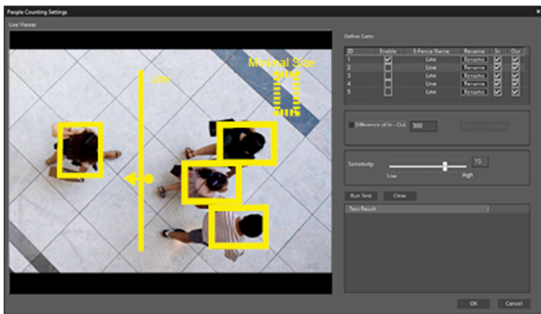 People Counting Settings
Live Viewer
Define Gate:
Minimal Size
ID Enable E-Fence Name Rename In Out
1 Line Rename
2 Line Rename
3 Line Rename
4 Line Rename
5 Line Rename
Difference of In - Out 500
Sensitivity: 15
Low High
Run Test Clear
Test Result
OK Cancel